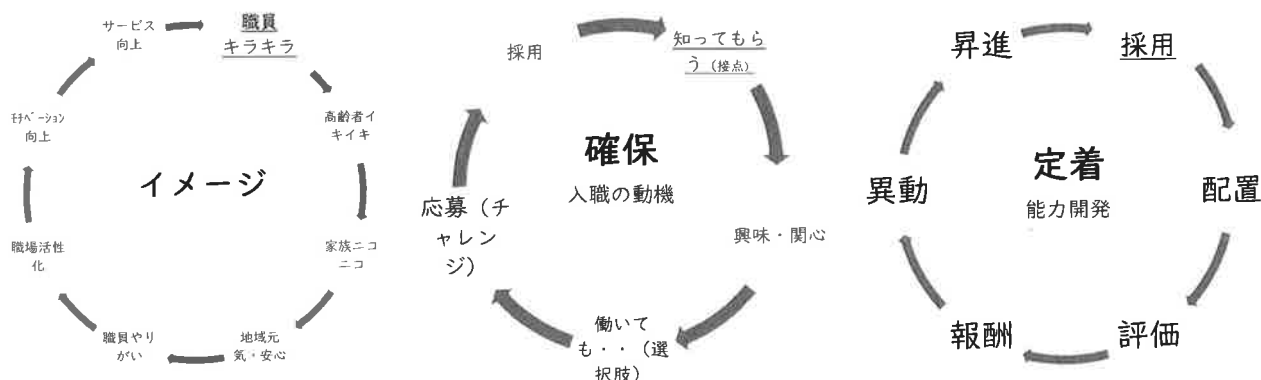 サービス
向上
職員
キラキラ
高齢者イ
キイキ
家族ニコ
ニコ
地域元
気・安心
職員やり
がい
職場活性
化
ﾓﾁﾍﾞｰｼｮﾝ
向上
イメージ
採用
知ってもら
う（接点）
興味・関心
働いて
も・・（選
択肢）
応募（チ
ャレン
ジ）
確保
入職の動機
昇進
採用
配置
評価
報酬
異動
定着
能力開発